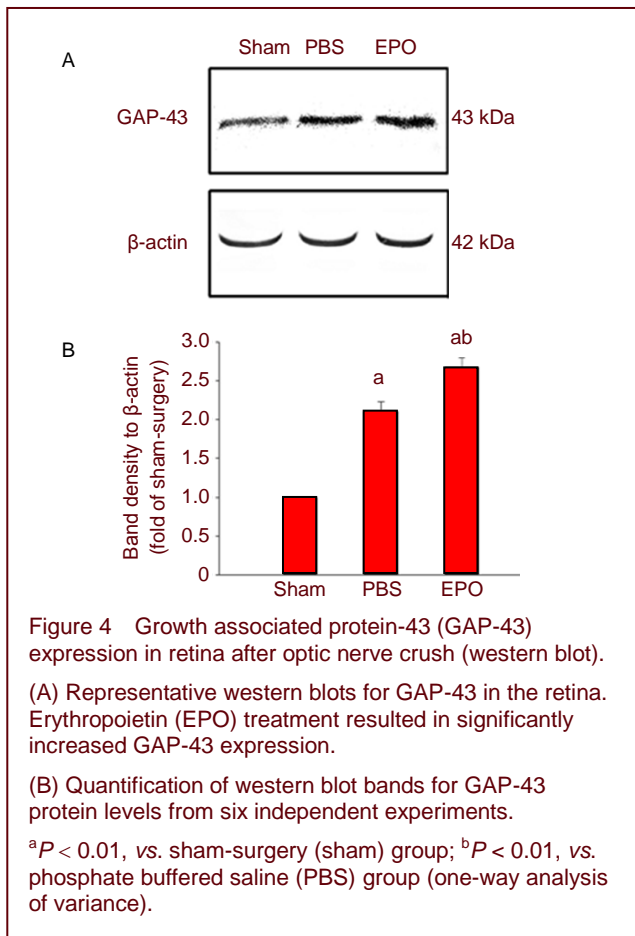 Sham PBS EPO
A
GAP-43 43 kDa
β-actin 42 kDa
B
Band density to β-actin
(fold of sham-surgery)
3.0
a
ab
2.5
2.0
1.5
1.0
0.5
0
Sham PBS EPO
Figure 4 Growth associated protein-43 (GAP-43)
expression in retina after optic nerve crush (western blot).
(A) Representative western blots for GAP-43 in the retina.
Erythropoietin (EPO) treatment resulted in significantly
increased GAP-43 expression.
(B) Quantification of western blot bands for GAP-43
protein levels from six independent experiments.
ᵃP < 0.01, vs. sham-surgery (sham) group; ᵇP < 0.01, vs.
phosphate buffered saline (PBS) group (one-way analysis
of variance).